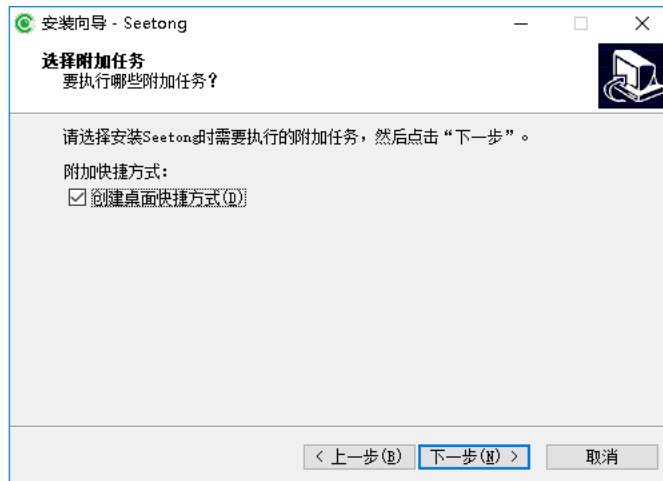 安装向导 - Seetong
选择附加任务
要执行哪些附加任务?
请选择安装Seetong时需要执行的附加任务，然后点击“下一步”。
附加快捷方式:
创建桌面快捷方式(D)
< 上一步(B) 下一步(N) > 取消